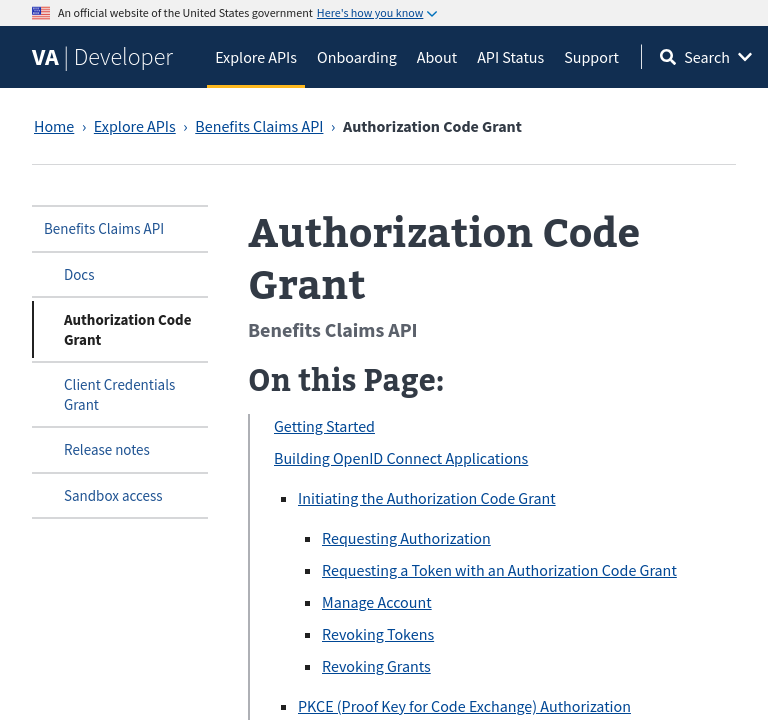 An official website of the United States government Here's how you know
VA | Developer Explore APIs Onboarding About API Status Support Search
Home › Explore APIs › Benefits Claims API › Authorization Code Grant
Benefits Claims API
Docs
Authorization Code
Grant
Client Credentials
Grant
Release notes
Sandbox access
Authorization Code
Grant
Benefits Claims API
On this Page:
Getting Started
Building OpenID Connect Applications
Initiating the Authorization Code Grant
Requesting Authorization
Requesting a Token with an Authorization Code Grant
Manage Account
Revoking Tokens
Revoking Grants
PKCE (Proof Key for Code Exchange) Authorization